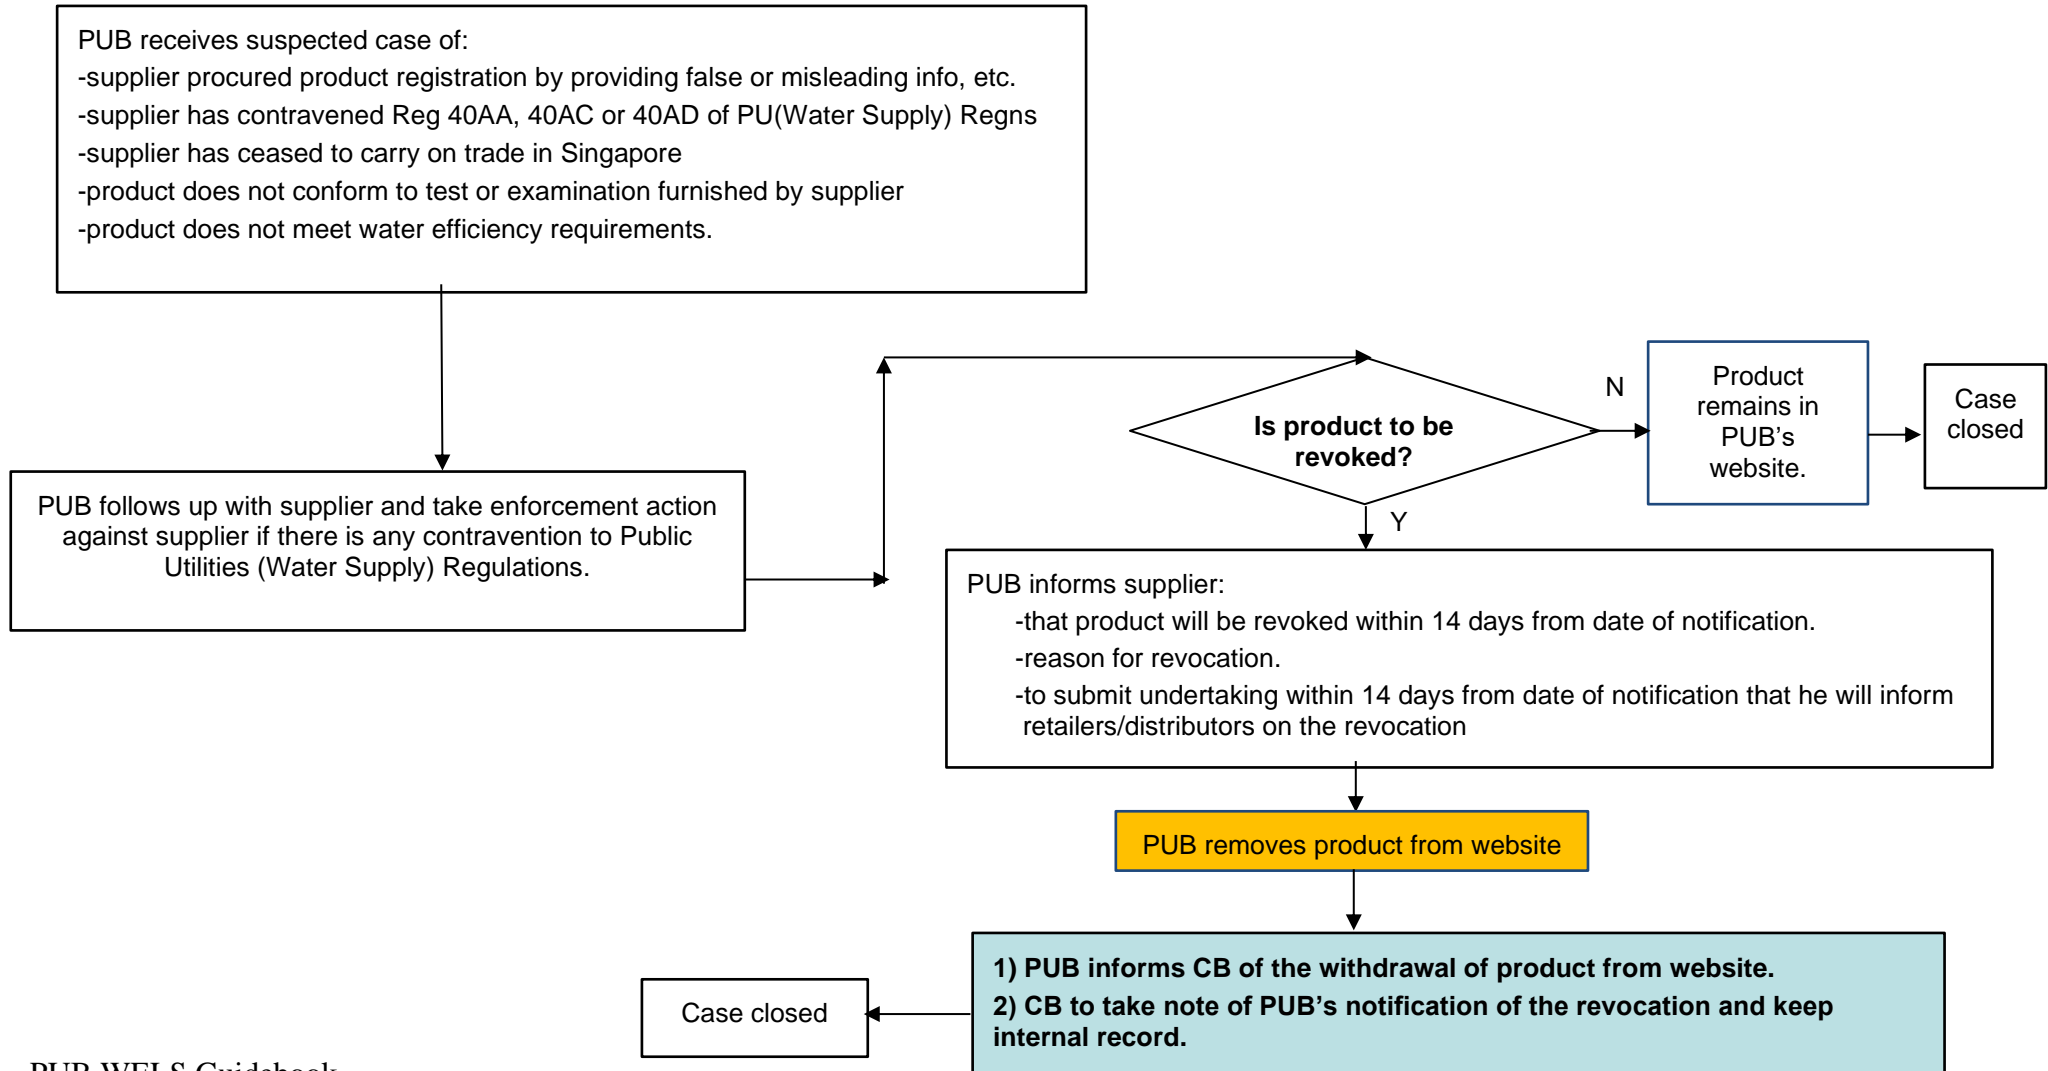 PUB receives suspected case of:
-supplier procured product registration by providing false or misleading info, etc.
-supplier has contravened Reg 40AA, 40AC or 40AD of PU(Water Supply) Regns
-supplier has ceased to carry on trade in Singapore
-product does not conform to test or examination furnished by supplier
-product does not meet water efficiency requirements.
PUB follows up with supplier and take enforcement action
against supplier if there is any contravention to Public
Utilities (Water Supply) Regulations.
Is product to be
revoked?
N
Product
remains in
PUB’s
website.
Case
closed
Y
PUB informs supplier:
-that product will be revoked within 14 days from date of notification.
-reason for revocation.
-to submit undertaking within 14 days from date of notification that he will inform
retailers/distributors on the revocation
PUB removes product from website
1) PUB informs CB of the withdrawal of product from website.
2) CB to take note of PUB’s notification of the revocation and keep
internal record.
Case closed
PUB WELS Guidebook